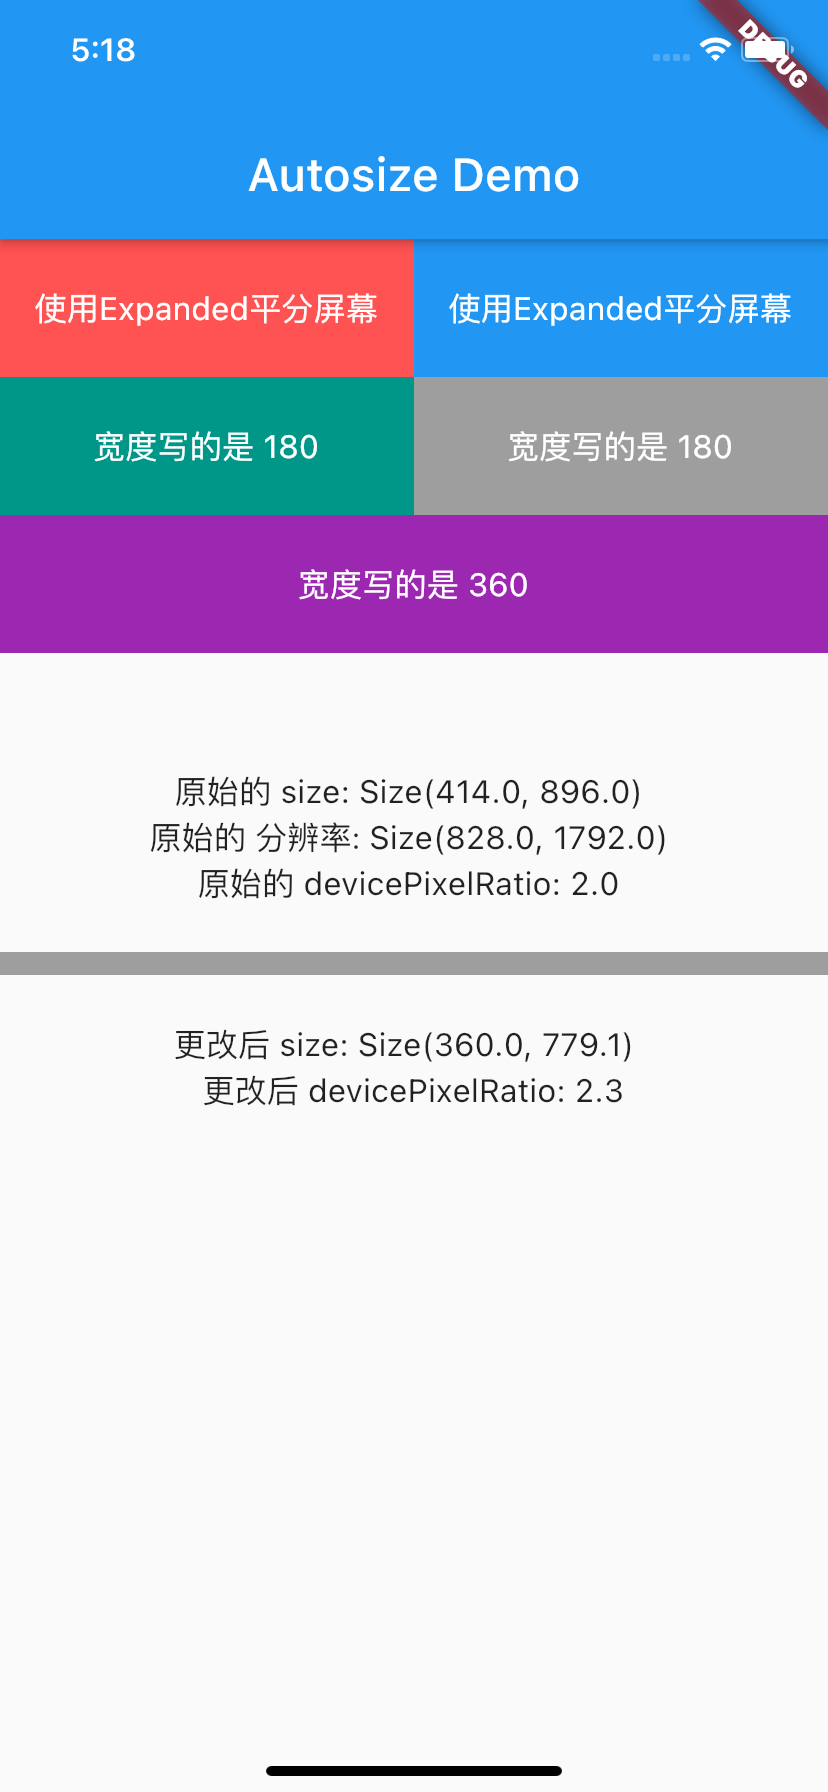 5:18
DEBUG
Autosize Demo
使用Expanded平分屏幕 使用Expanded平分屏幕
宽度写的是 180 宽度写的是 180
宽度写的是 360
原始的 size: Size(414.0, 896.0)
原始的 分辨率: Size(828.0, 1792.0)
原始的 devicePixelRatio: 2.0
更改后 size: Size(360.0, 779.1)
更改后 devicePixelRatio: 2.3